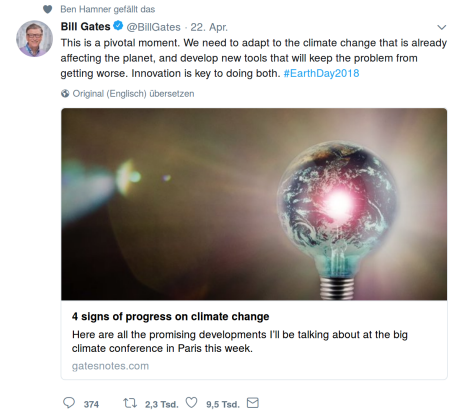 Ben Hamner gefällt das
Bill Gates @BillGates · 22. Apr.
This is a pivotal moment. We need to adapt to the climate change that is already
affecting the planet, and develop new tools that will keep the problem from
getting worse. Innovation is key to doing both. #EarthDay2018
Original (Englisch) übersetzen
4 signs of progress on climate change
Here are all the promising developments I'll be talking about at the big
climate conference in Paris this week.
gatesnotes.com
374 2,3 Tsd. 9,5 Tsd.